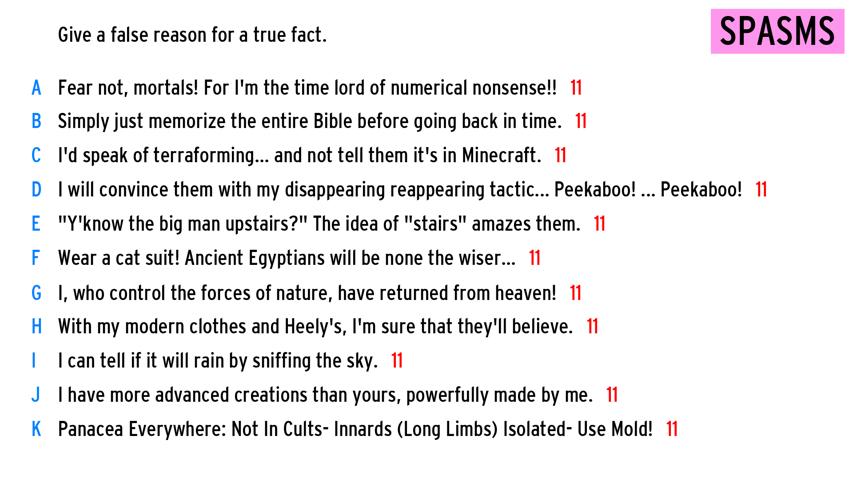 Give a false reason for a true fact.
SPASMS
A Fear not, mortals! For I'm the time lord of numerical nonsense!! 11
B Simply just memorize the entire Bible before going back in time. 11
C I'd speak of terraforming... and not tell them it's in Minecraft. 11
D I will convince them with my disappearing reappearing tactic... Peekaboo! ... Peekaboo! 11
E "Y'know the big man upstairs?" The idea of "stairs" amazes them. 11
F Wear a cat suit! Ancient Egyptians will be none the wiser... 11
G I, who control the forces of nature, have returned from heaven! 11
H With my modern clothes and Heely's, I'm sure that they'll believe. 11
I I can tell if it will rain by sniffing the sky. 11
J I have more advanced creations than yours, powerfully made by me. 11
K Panacea Everywhere: Not In Cults- Innards (Long Limbs) Isolated- Use Mold! 11